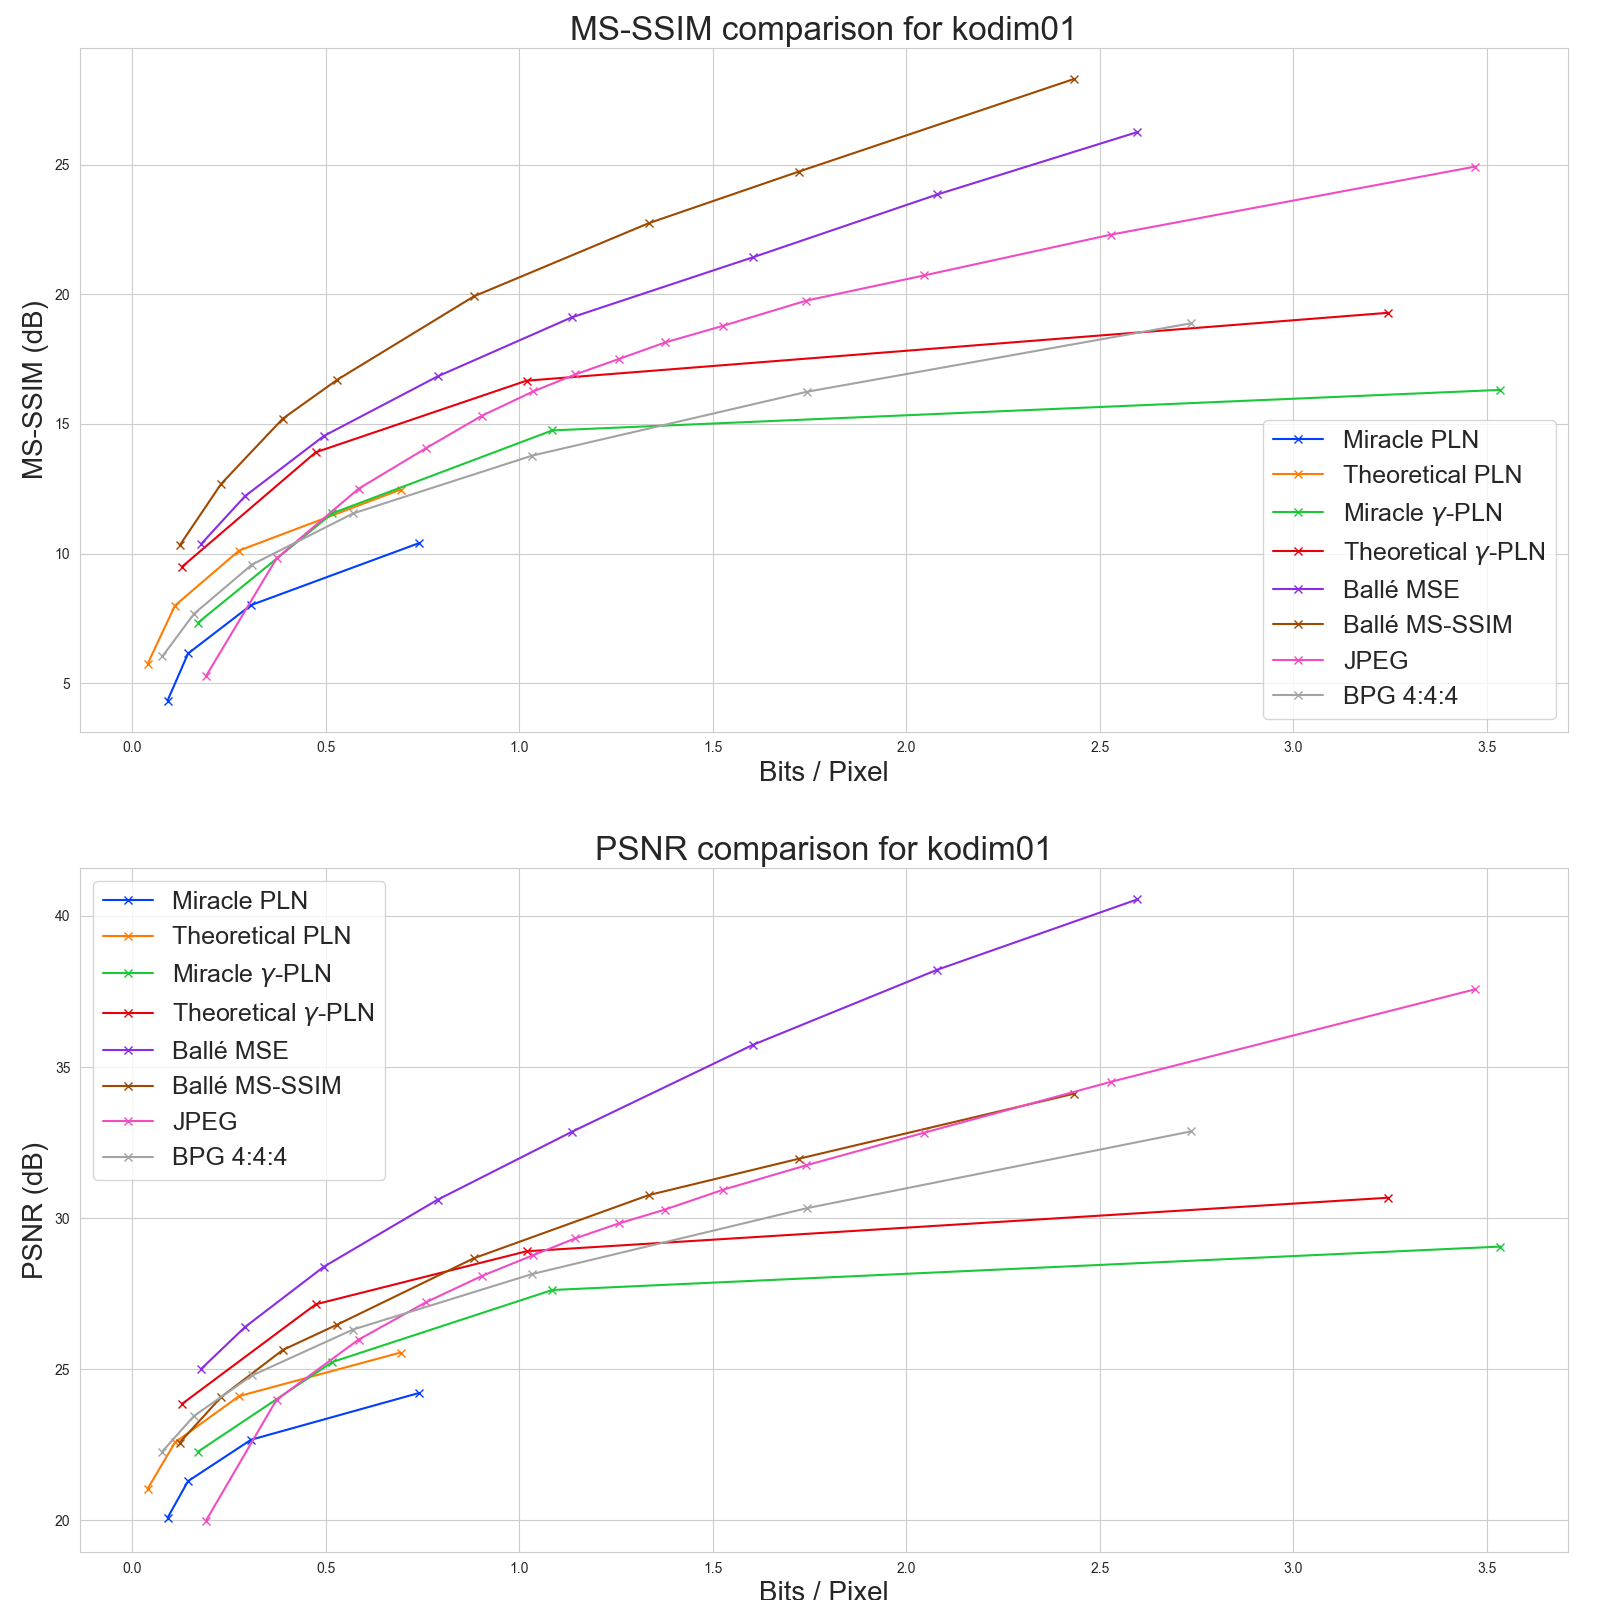 MS-SSIM comparison for kodim01
MS-SSIM (dB)
25
20
15
10
5
Miracle PLN
Theoretical PLN
Miracle γ-PLN
Theoretical γ-PLN
Ballé MSE
Ballé MS-SSIM
JPEG
BPG 4:4:4
0.0 0.5 1.0 1.5 2.0 2.5 3.0 3.5
Bits / Pixel
PSNR comparison for kodim01
PSNR (dB)
40
35
30
25
20
Miracle PLN
Theoretical PLN
Miracle γ-PLN
Theoretical γ-PLN
Ballé MSE
Ballé MS-SSIM
JPEG
BPG 4:4:4
0.0 0.5 1.0 1.5 2.0 2.5 3.0 3.5
Bits / Pixel